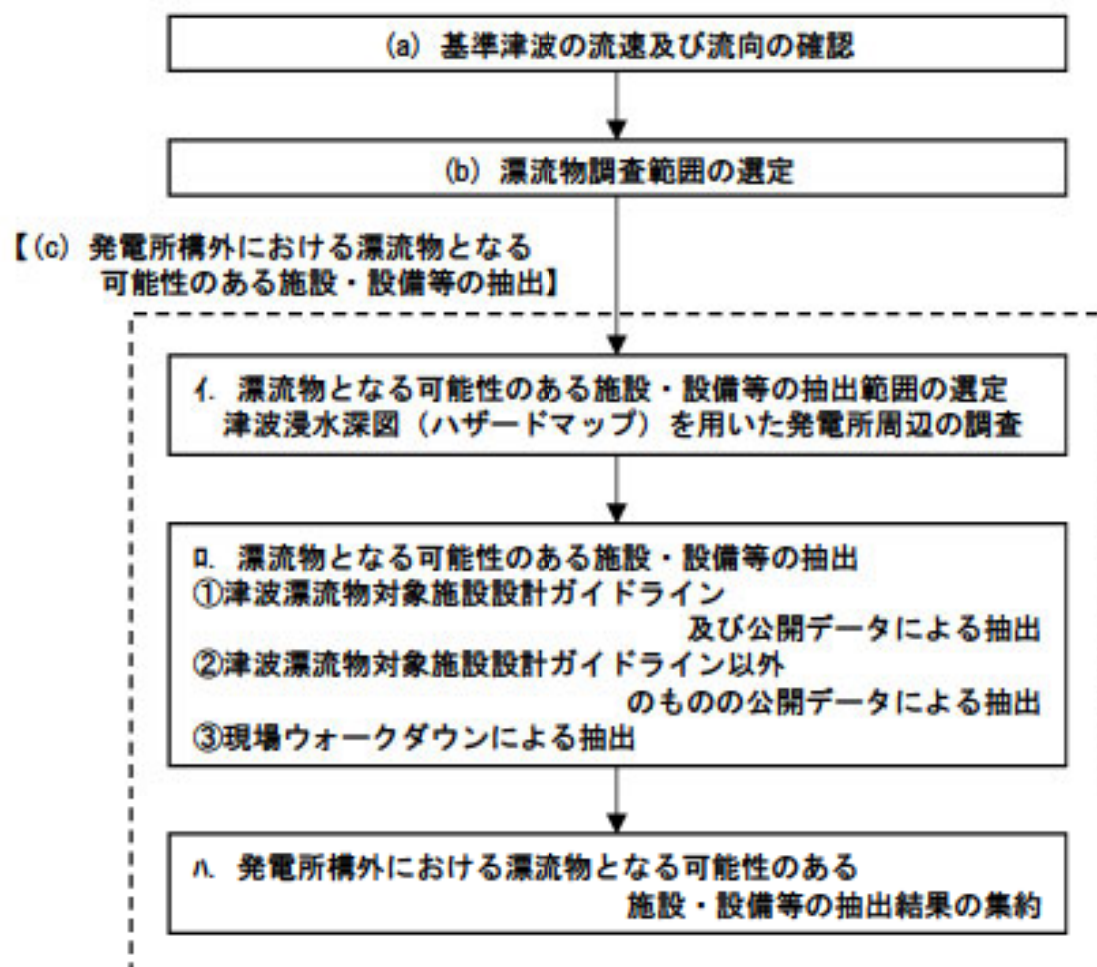 (a) 基準津波の流速及び流向の確認
(b) 漂流物調査範囲の選定
【(c) 発電所構外における漂流物となる
可能性のある施設・設備等の抽出】
ｲ. 漂流物となる可能性のある施設・設備等の抽出範囲の選定
津波浸水深図（ハザードマップ）を用いた発電所周辺の調査
ﾛ. 漂流物となる可能性のある施設・設備等の抽出
①津波漂流物対象施設設計ガイドライン
及び公開データによる抽出
②津波漂流物対象施設設計ガイドライン以外
のものの公開データによる抽出
③現場ウォークダウンによる抽出
ﾊ. 発電所構外における漂流物となる可能性のある
施設・設備等の抽出結果の集約